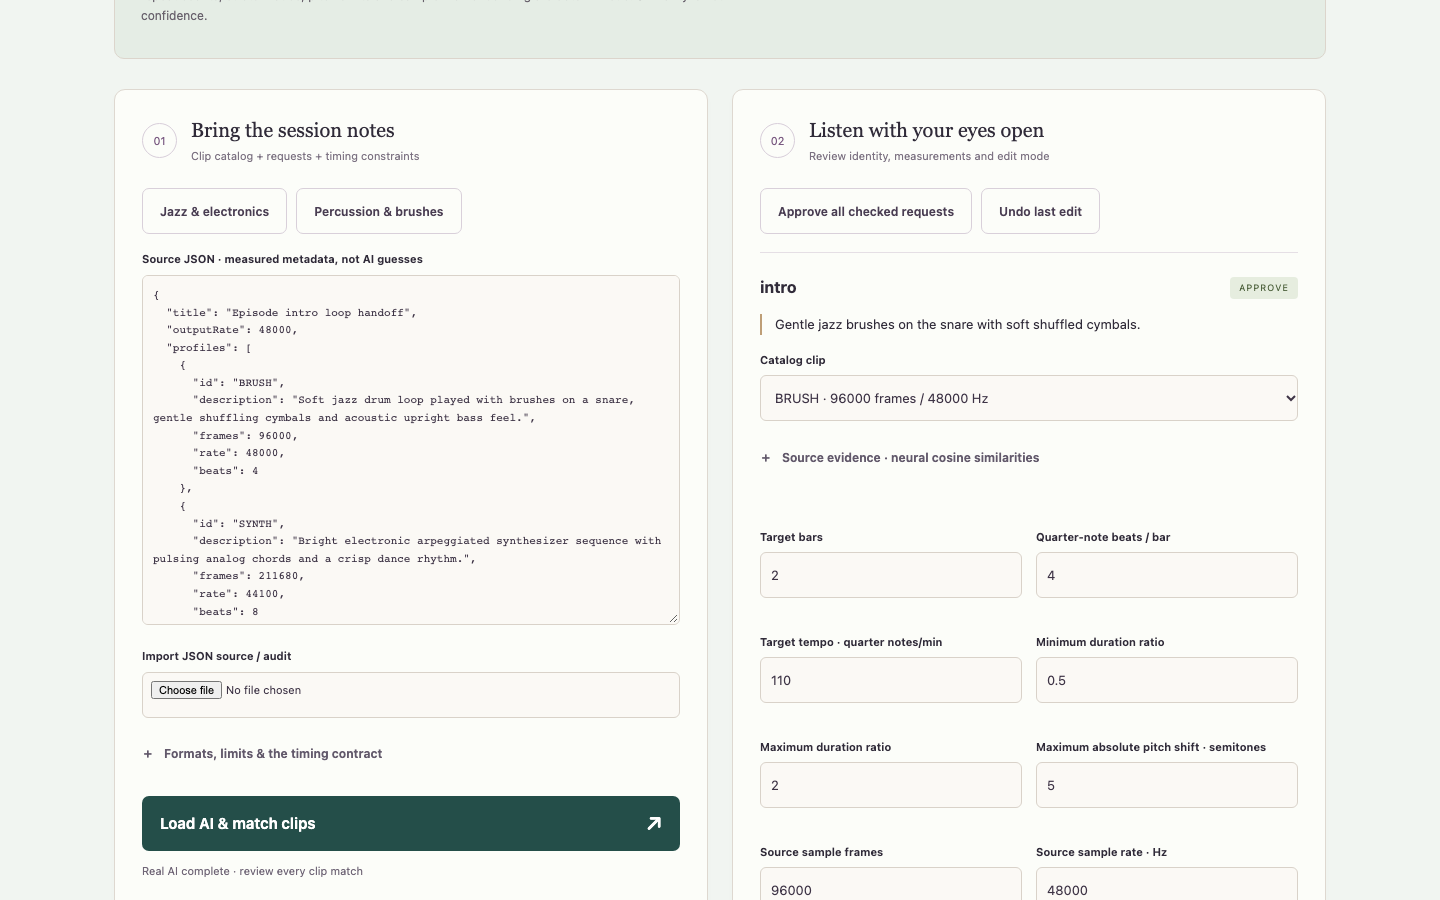 confidence.
01
Bring the session notes
Clip catalog + requests + timing constraints
Jazz & electronics
Percussion & brushes
Source JSON · measured metadata, not AI guesses
{
"title": "Episode intro loop handoff",
"outputRate": 48000,
"profiles": [
{
"id": "BRUSH",
"description": "Soft jazz drum loop played with brushes on a snare,
gentle shuffling cymbals and acoustic upright bass feel.",
"frames": 96000,
"rate": 48000,
"beats": 4
},
{
"id": "SYNTH",
"description": "Bright electronic arpeggiated synthesizer sequence with
pulsing analog chords and a crisp dance rhythm.",
"frames": 211680,
"rate": 44100,
"beats": 8
Import JSON source / audit
Choose file No file chosen
+ Formats, limits & the timing contract
Load AI & match clips
Real AI complete · review every clip match
02
Listen with your eyes open
Review identity, measurements and edit mode
Approve all checked requests
Undo last edit
intro
APPROVE
Gentle jazz brushes on the snare with soft shuffled cymbals.
Catalog clip
BRUSH · 96000 frames / 48000 Hz
+ Source evidence · neural cosine similarities
Target bars
Quarter-note beats / bar
2
4
Target tempo · quarter notes/min
Minimum duration ratio
110
0.5
Maximum duration ratio
Maximum absolute pitch shift · semitones
2
5
Source sample frames
Source sample rate · Hz
96000
48000